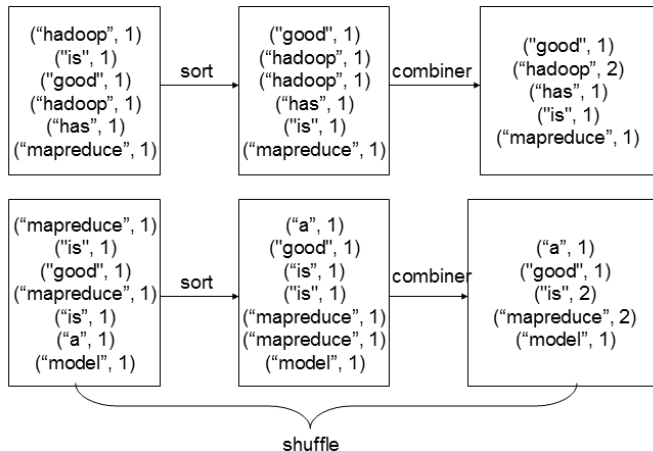 (“hadoop”, 1)
("is", 1)
("good", 1)
(“hadoop”, 1)
(“has”, 1)
(“mapreduce”, 1)
sort
("good", 1)
(“hadoop”, 1)
(“hadoop”, 1)
(“has”, 1)
("is", 1)
(“mapreduce”, 1)
combiner
("good", 1)
(“hadoop”, 2)
(“has”, 1)
("is", 1)
(“mapreduce”, 1)
(“mapreduce”, 1)
("is", 1)
("good", 1)
(“mapreduce”, 1)
(“is”, 1)
(“a”, 1)
(“model”, 1)
sort
(“a”, 1)
("good", 1)
(“is”, 1)
("is", 1)
(“mapreduce”, 1)
(“mapreduce”, 1)
(“model”, 1)
combiner
(“a”, 1)
("good", 1)
("is", 2)
(“mapreduce”, 2)
(“model”, 1)
shuffle